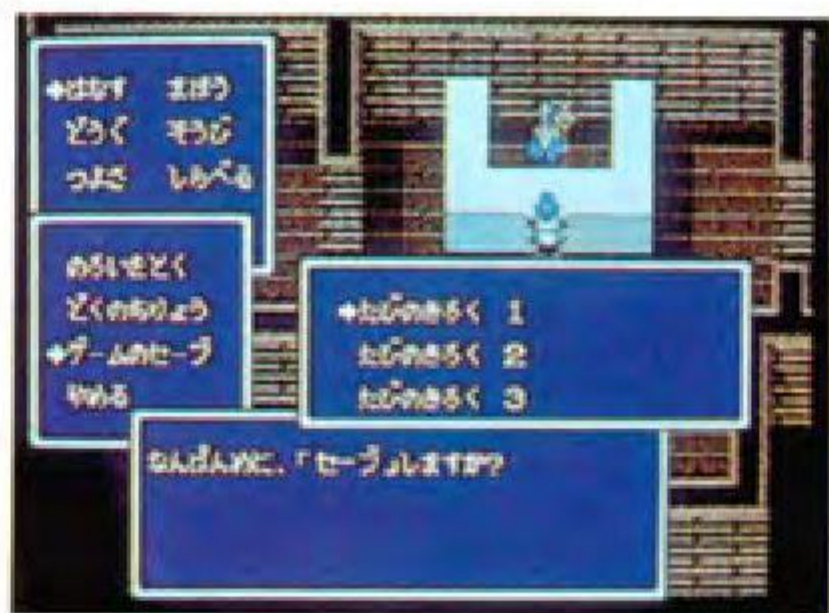 はなす まほう
どうぐ そうび
つよさ しらべる
のろいをとく
どくのちりょう
ゲームのセーブ
やめる
たびのきろく 1
たびのきろく 2
たびのきろく 3
なんばんめに、「セーブ」しますか?